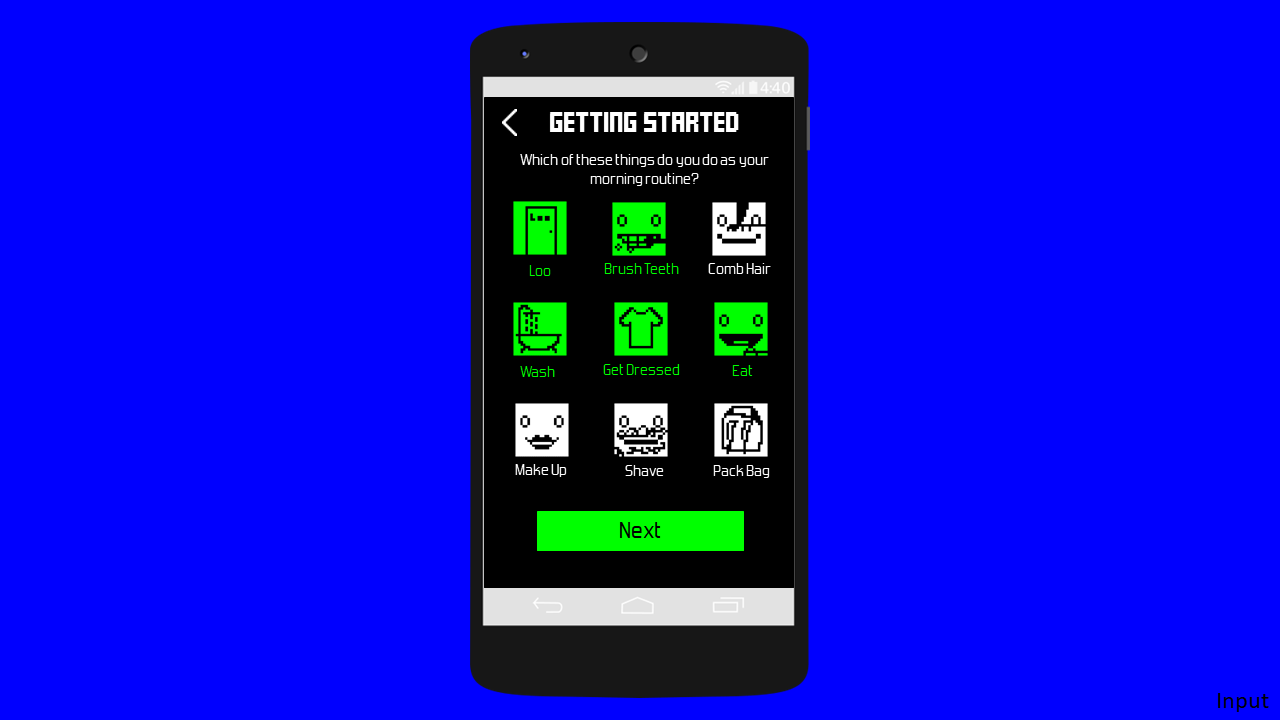 4:40
GETTING STARTED
Which of these things do you do as your
morning routine?
LOO
Loo
Brush Teeth
Comb Hair
Wash
Get Dressed
Eat
Make Up
Shave
Pack Bag
Next
Input